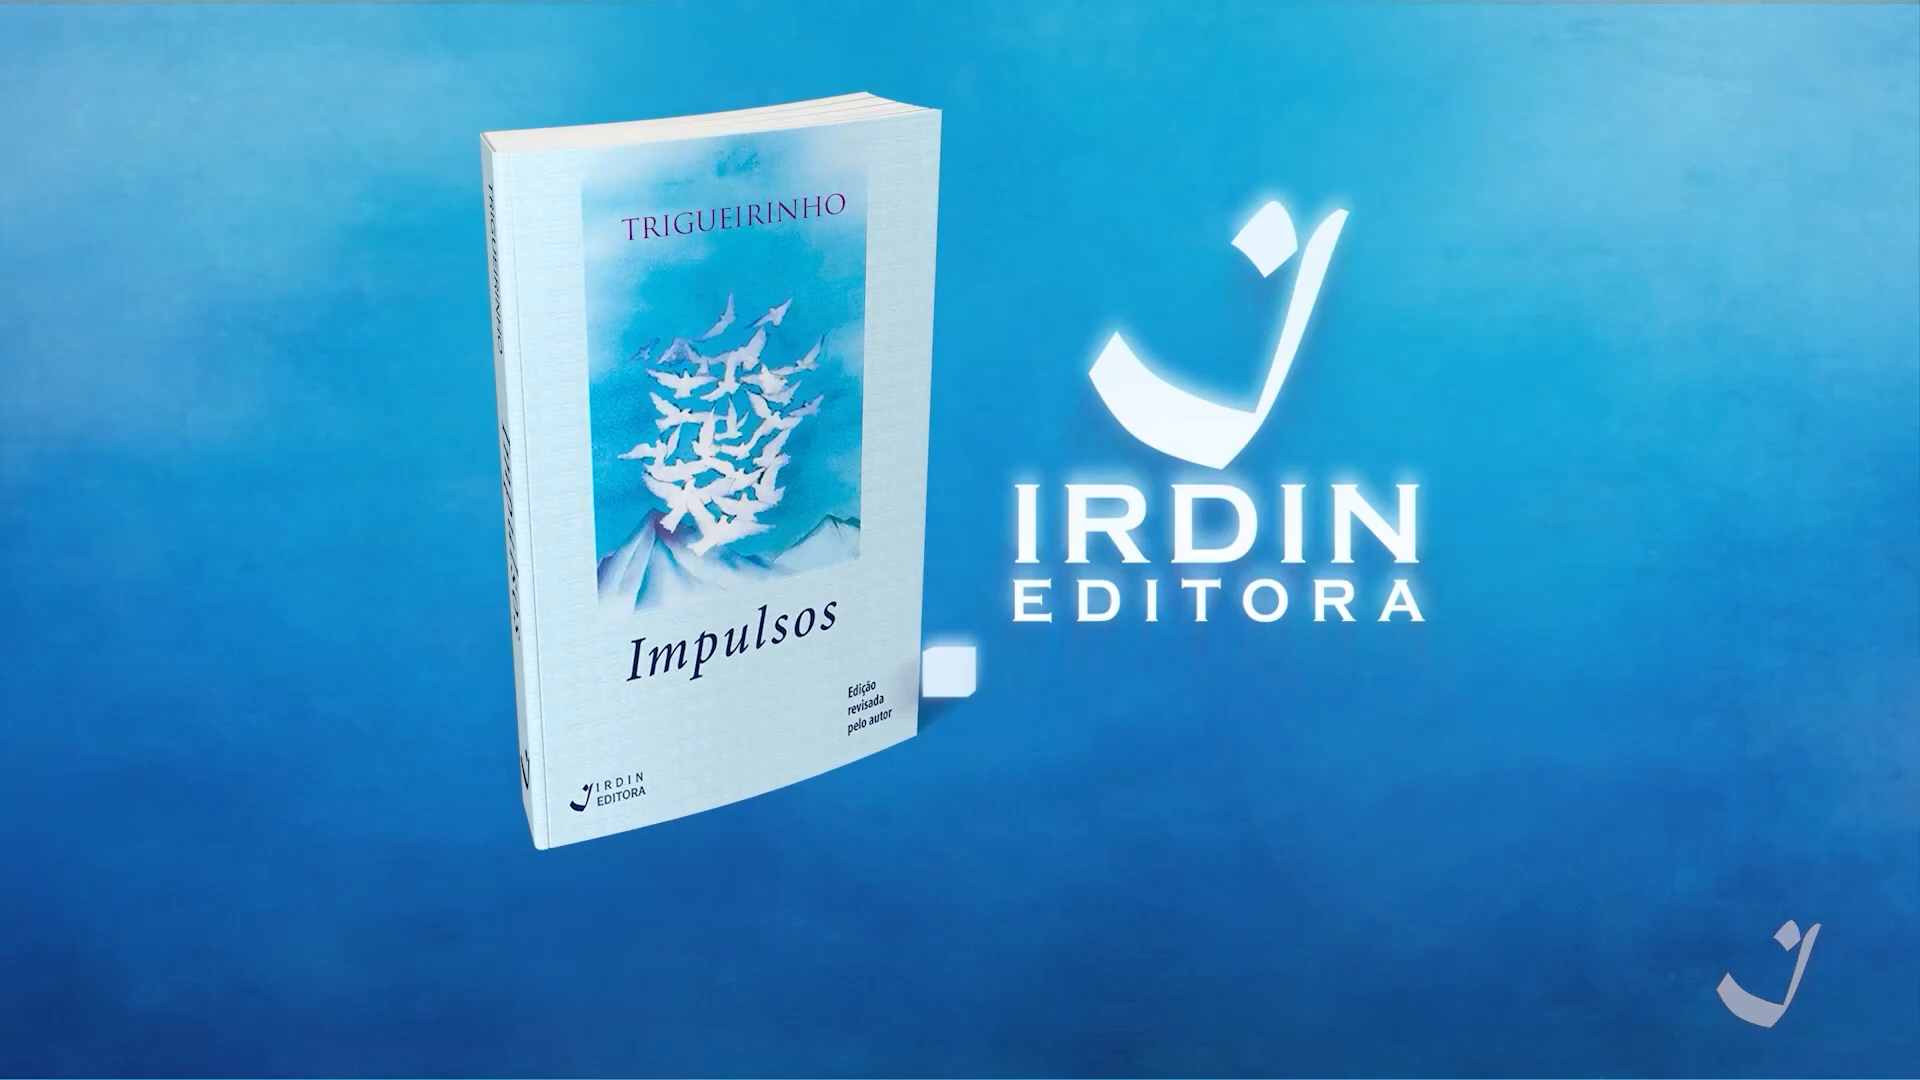 TRIGUEIRINHO
Impulsos
TRIGUEIRINHO
Impulsos
Edição
revisada
pelo autor
IRDIN
EDITORA
IRDIN
EDITORA